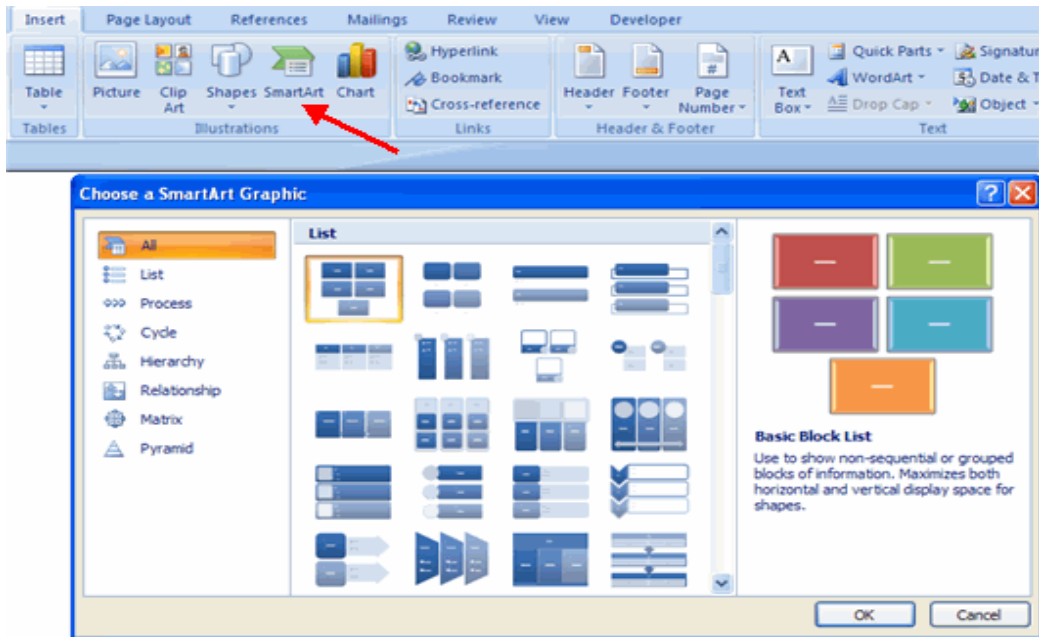 Insert Page Layout References Mailings Review View Developer
Table
Tables
Picture Clip Art Shapes SmartArt Chart
Illustrations
Hyperlink
Bookmark
Cross-reference
Links
Header Footer Page Number
Header & Footer
Text Box
Quick Parts
WordArt
Drop Cap
Signatur
Date & T
Object
Text
Choose a SmartArt Graphic
All
List
Process
Cycle
Hierarchy
Relationship
Matrix
Pyramid
List
Basic Block List
Use to show non-sequential or grouped
blocks of information. Maximizes both
horizontal and vertical display space for
shapes.
OK Cancel